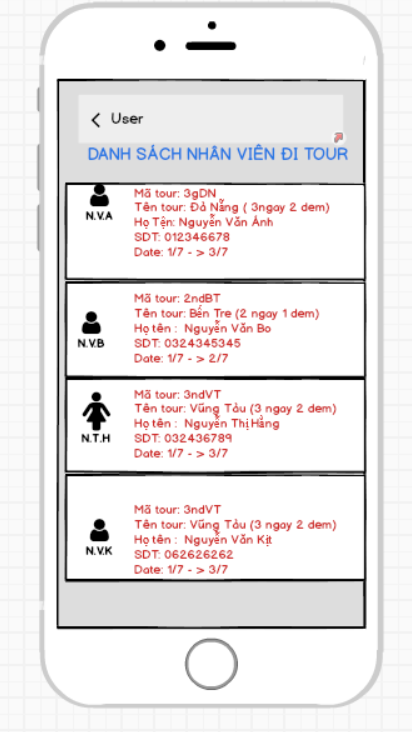 User
DANH SÁCH NHÂN VIÊN ĐI TOUR
N.V.A
Mã tour: 3gDN
Tên tour: Đà Nẵng ( 3ngay 2 dem)
Họ Tện: Nguyễn Văn Ánh
SDT: 012346678
Date: 1/7 - > 3/7
N.V.B
Mã tour: 2ndBT
Tên tour: Bến Tre (2 ngay 1 dem)
Họ tên : Nguyễn Văn Bo
SDT: 0324345345
Date: 1/7 - > 2/7
N.T.H
Mã tour: 3ndVT
Tên tour: Vũng Tàu (3 ngay 2 dem)
Họ tên : Nguyễn Thị Hằng
SDT: 032436789
Date: 1/7 - > 3/7
N.V.K
Mã tour: 3ndVT
Tên tour: Vũng Tàu (3 ngay 2 dem)
Họ tên : Nguyễn Văn Kịt
SDT: 062626262
Date: 1/7 - > 3/7